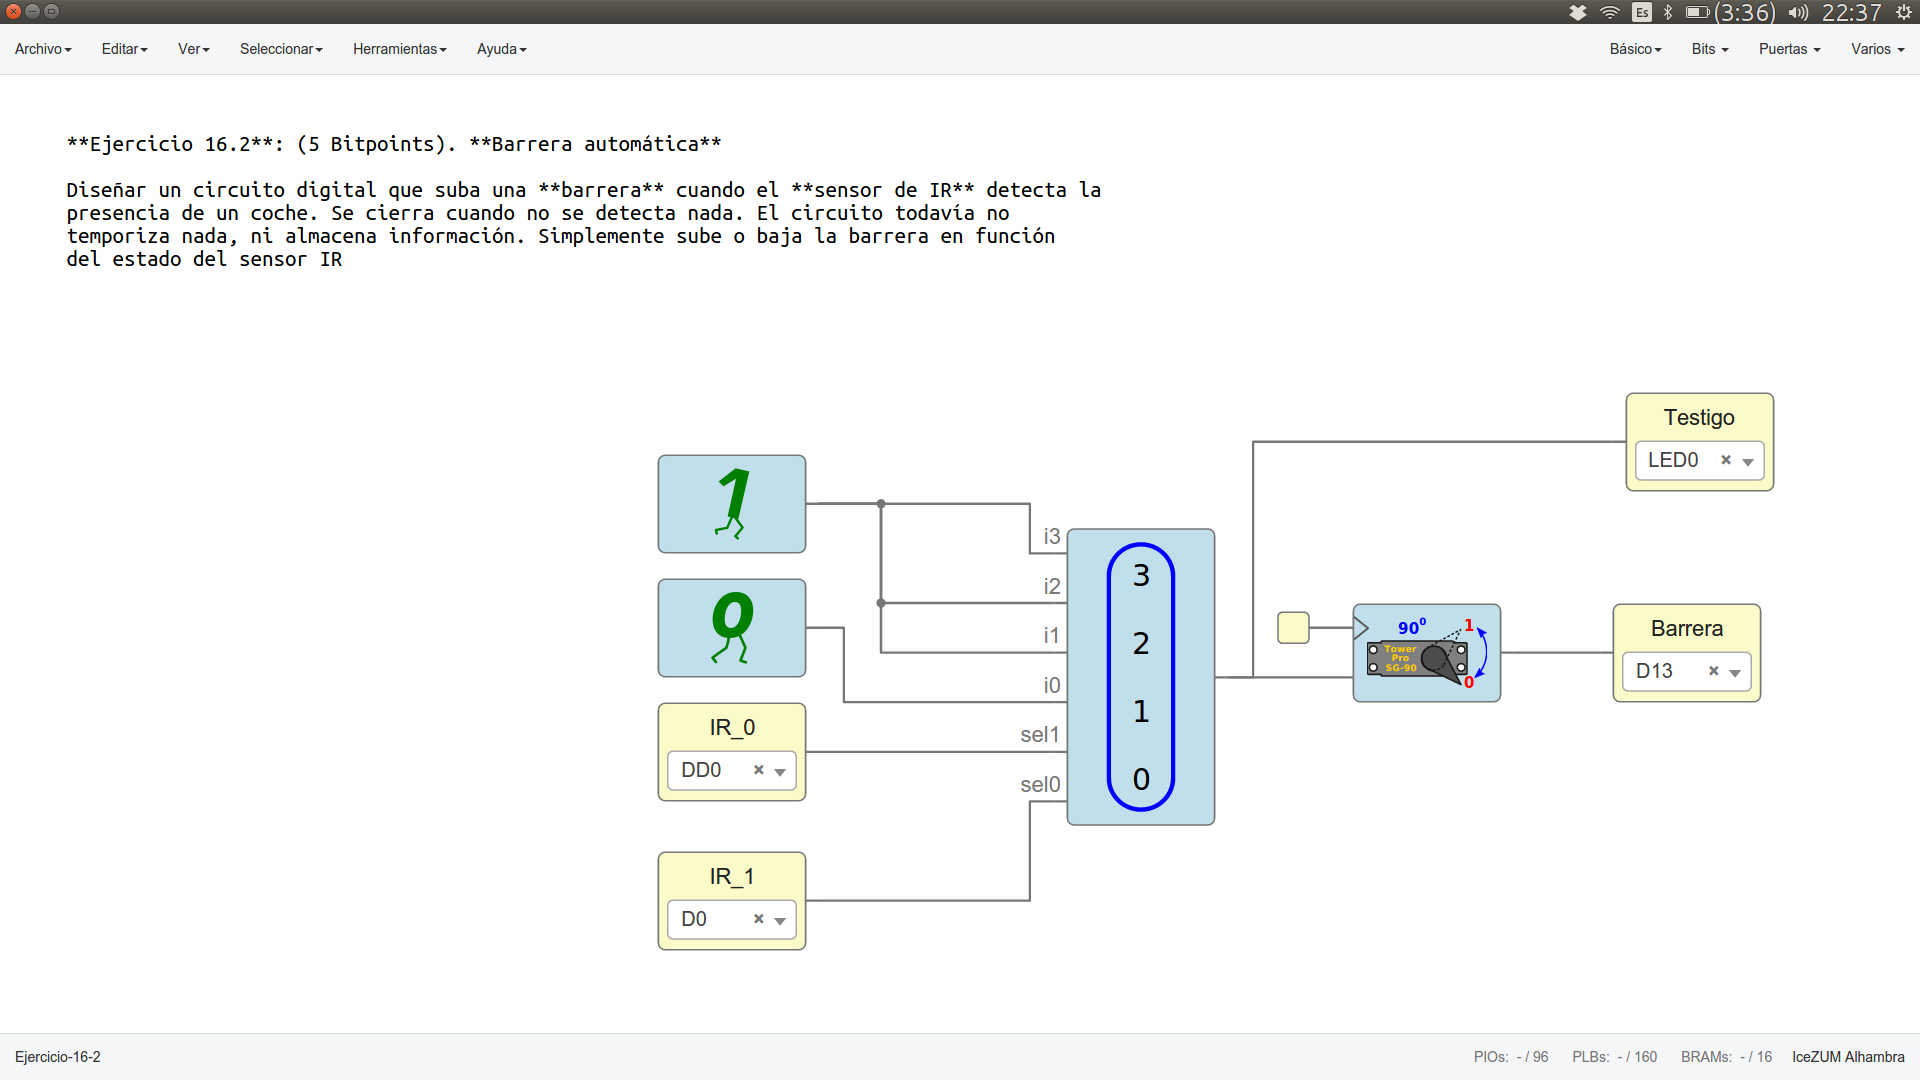 Es (3:36) 22:37
Archivo Editar Ver Seleccionar Herramientas Ayuda Básico Bits Puertas Varios
**Ejercicio 16.2**: (5 Bitpoints). **Barrera automática**
Diseñar un circuito digital que suba una **barrera** cuando el **sensor de IR** detecta la
presencia de un coche. Se cierra cuando no se detecta nada. El circuito todavía no
temporiza nada, ni almacena información. Simplemente sube o baja la barrera en función
del estado del sensor IR
Testigo
LED0
1
0
IR_0
DD0
IR_1
D0
i3
i2
i1
i0
sel1
sel0
3
2
1
0
90⁰
1
Tower
Pro
SG-90
0
Barrera
D13
Ejercicio-16-2 PIOs: - / 96 PLBs: - / 160 BRAMs: - / 16 IceZUM Alhambra